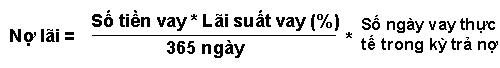 Nợ lãi = Số tiền vay * Lãi suất vay (%) * Số ngày vay thực
365 ngày tế trong kỳ trả nợ